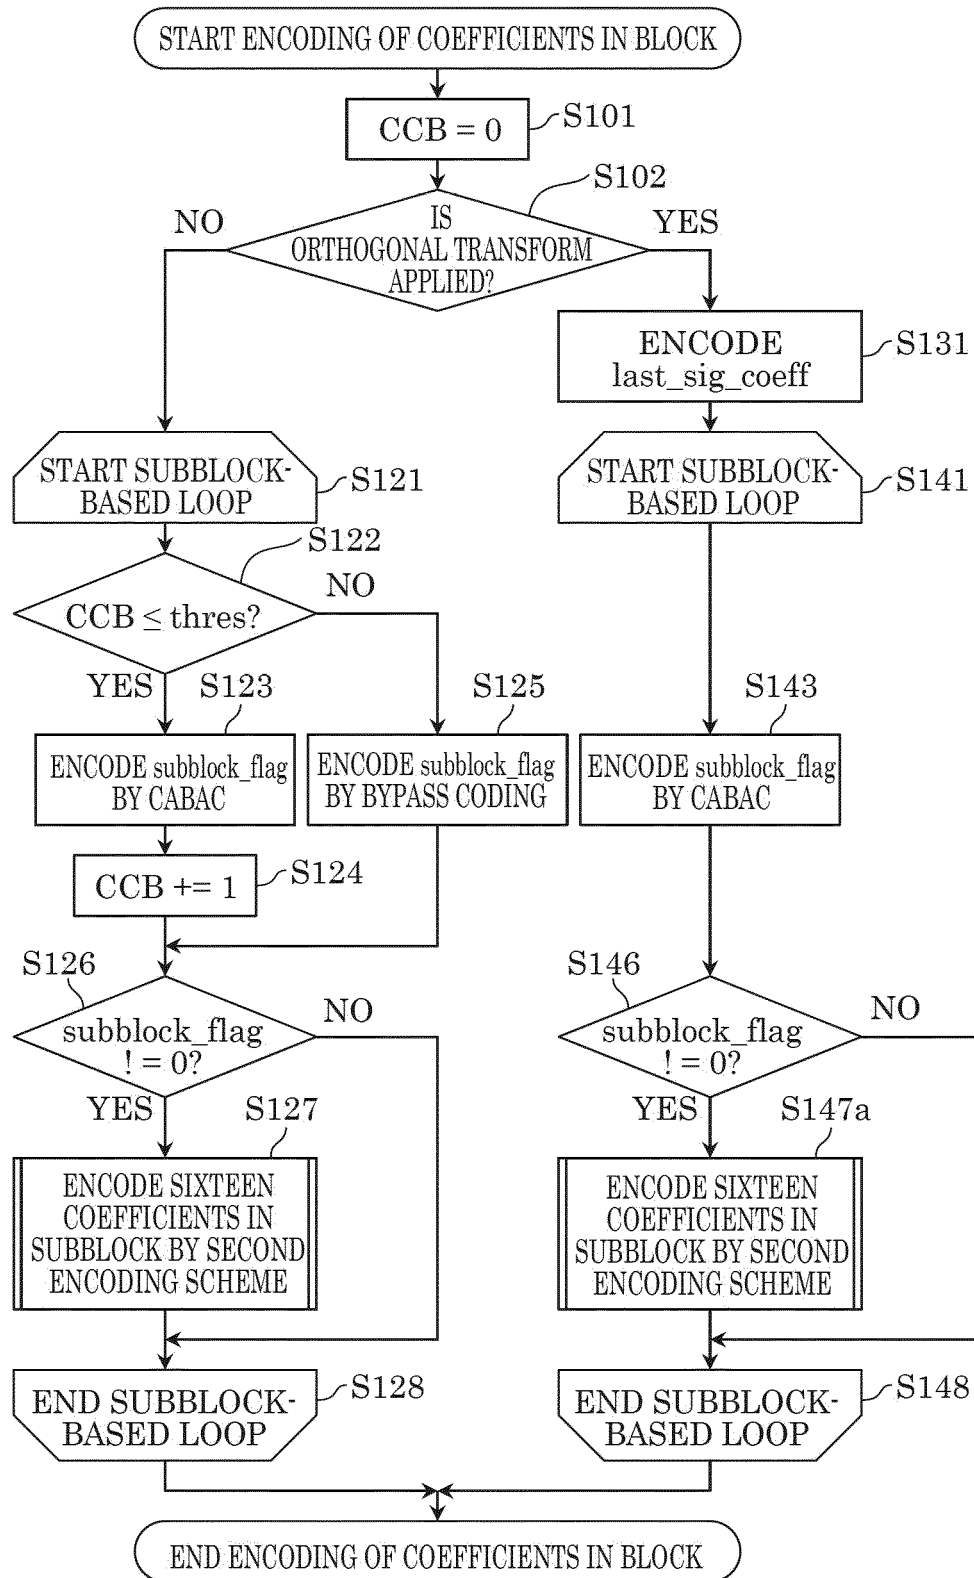 START ENCODING OF COEFFICIENTS IN BLOCK
CCB = 0
S101
S102
IS
ORTHOGONAL TRANSFORM
APPLIED?
NO
YES
ENCODE
last_sig_coeff
S131
START SUBBLOCK-
BASED LOOP
S121
START SUBBLOCK-
BASED LOOP
S141
S122
CCB ≤ thres?
NO
YES
S123
S125
S143
ENCODE subblock_flag
BY CABAC
ENCODE subblock_flag
BY BYPASS CODING
ENCODE subblock_flag
BY CABAC
CCB += 1
S124
S126
subblock_flag
! = 0?
NO
YES
S146
subblock_flag
! = 0?
NO
YES
S127
ENCODE SIXTEEN
COEFFICIENTS IN
SUBBLOCK BY SECOND
ENCODING SCHEME
S147a
ENCODE SIXTEEN
COEFFICIENTS IN
SUBBLOCK BY SECOND
ENCODING SCHEME
END SUBBLOCK-
BASED LOOP
S128
END SUBBLOCK-
BASED LOOP
S148
END ENCODING OF COEFFICIENTS IN BLOCK